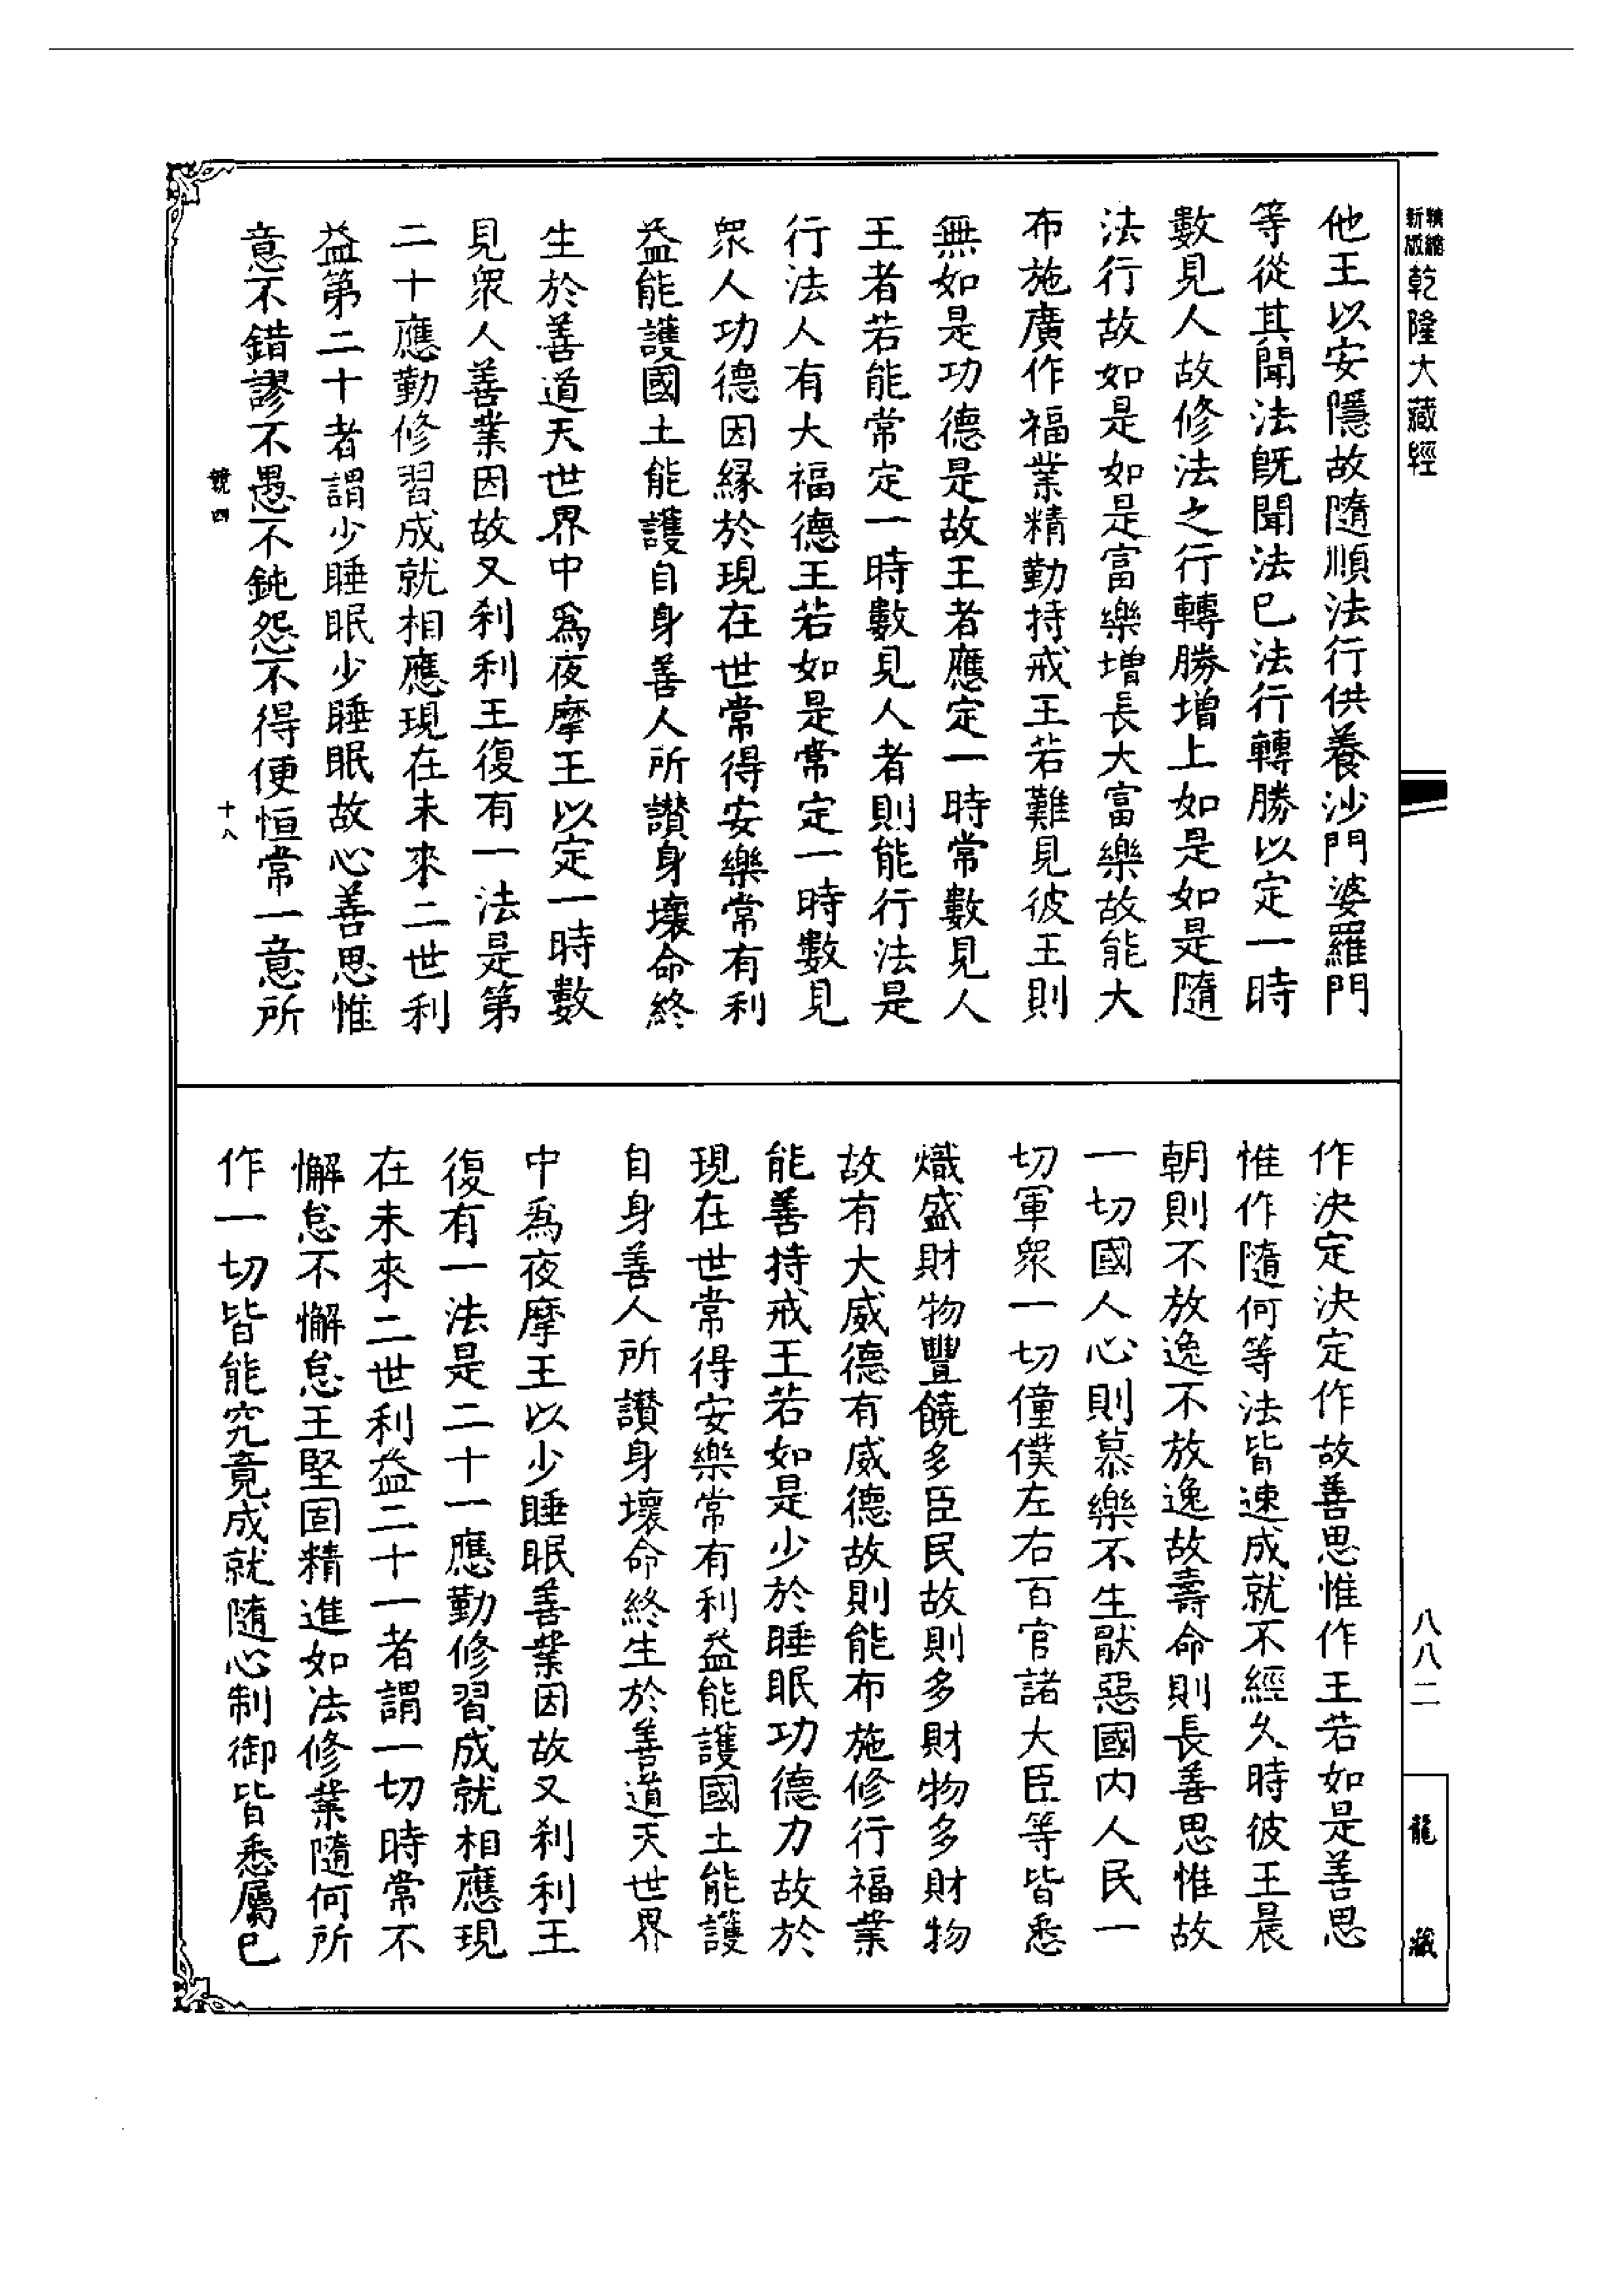 新版
縮
乾隆大藏經
他王以安隱故隨順法行供養沙門婆羅門
等從其聞法旣聞法已法行轉勝以定一時
數見人故修法之行轉勝增上如是如是隨
法行故如是如是富樂增長大富樂故能大
布施廣作福業精勤持戒王若難見彼王則
無如是功德是故王者應定一時常數見人
王者若能常定一時數見人者則能行法是
行法人有大福德王若如是常定一時數見
衆人功德因緣於現在世常得安樂常有利
益能護國土能護自身善人所讃身壞命終
生於善道天世界中爲夜摩王以定一時數
見衆人善業因故又刹利王復有一法是第
二十應勤修習成就相應現在未來二世利
益第二十者謂少睡眠少睡眠故心善思惟
意不錯謬不愚不鈍怨不得便恒常一意所
號四
十八
作決定決定作故善思惟作王若如是善思
惟作隨何等法皆速成就不經久時彼王晨
朝則不放逸不放逸故壽命則長善思惟故
一切國人心則慕樂不生厭惡國内人民一
切軍衆一切僮僕左右百官諸大臣等皆悉
熾盛財物豐饒多臣民故則多財物多財物
故有大威德有威德故則能布施修行福業
能善持戒王若如是少於睡眠功德力故於
現在世常得安樂常有利益能護國土能護
自身善人所讃身壞命終生於善道天世界
中爲夜摩王以少睡眠善業因故又刹利王
復有一法是二十一應勤修習成就相應現
在未來二世利益二十一者謂一切時常不
懈怠不懈怠王堅固精進如法修業隨何所
作一切皆能究竟成就隨心制御皆悉屬已
八八二
龍藏